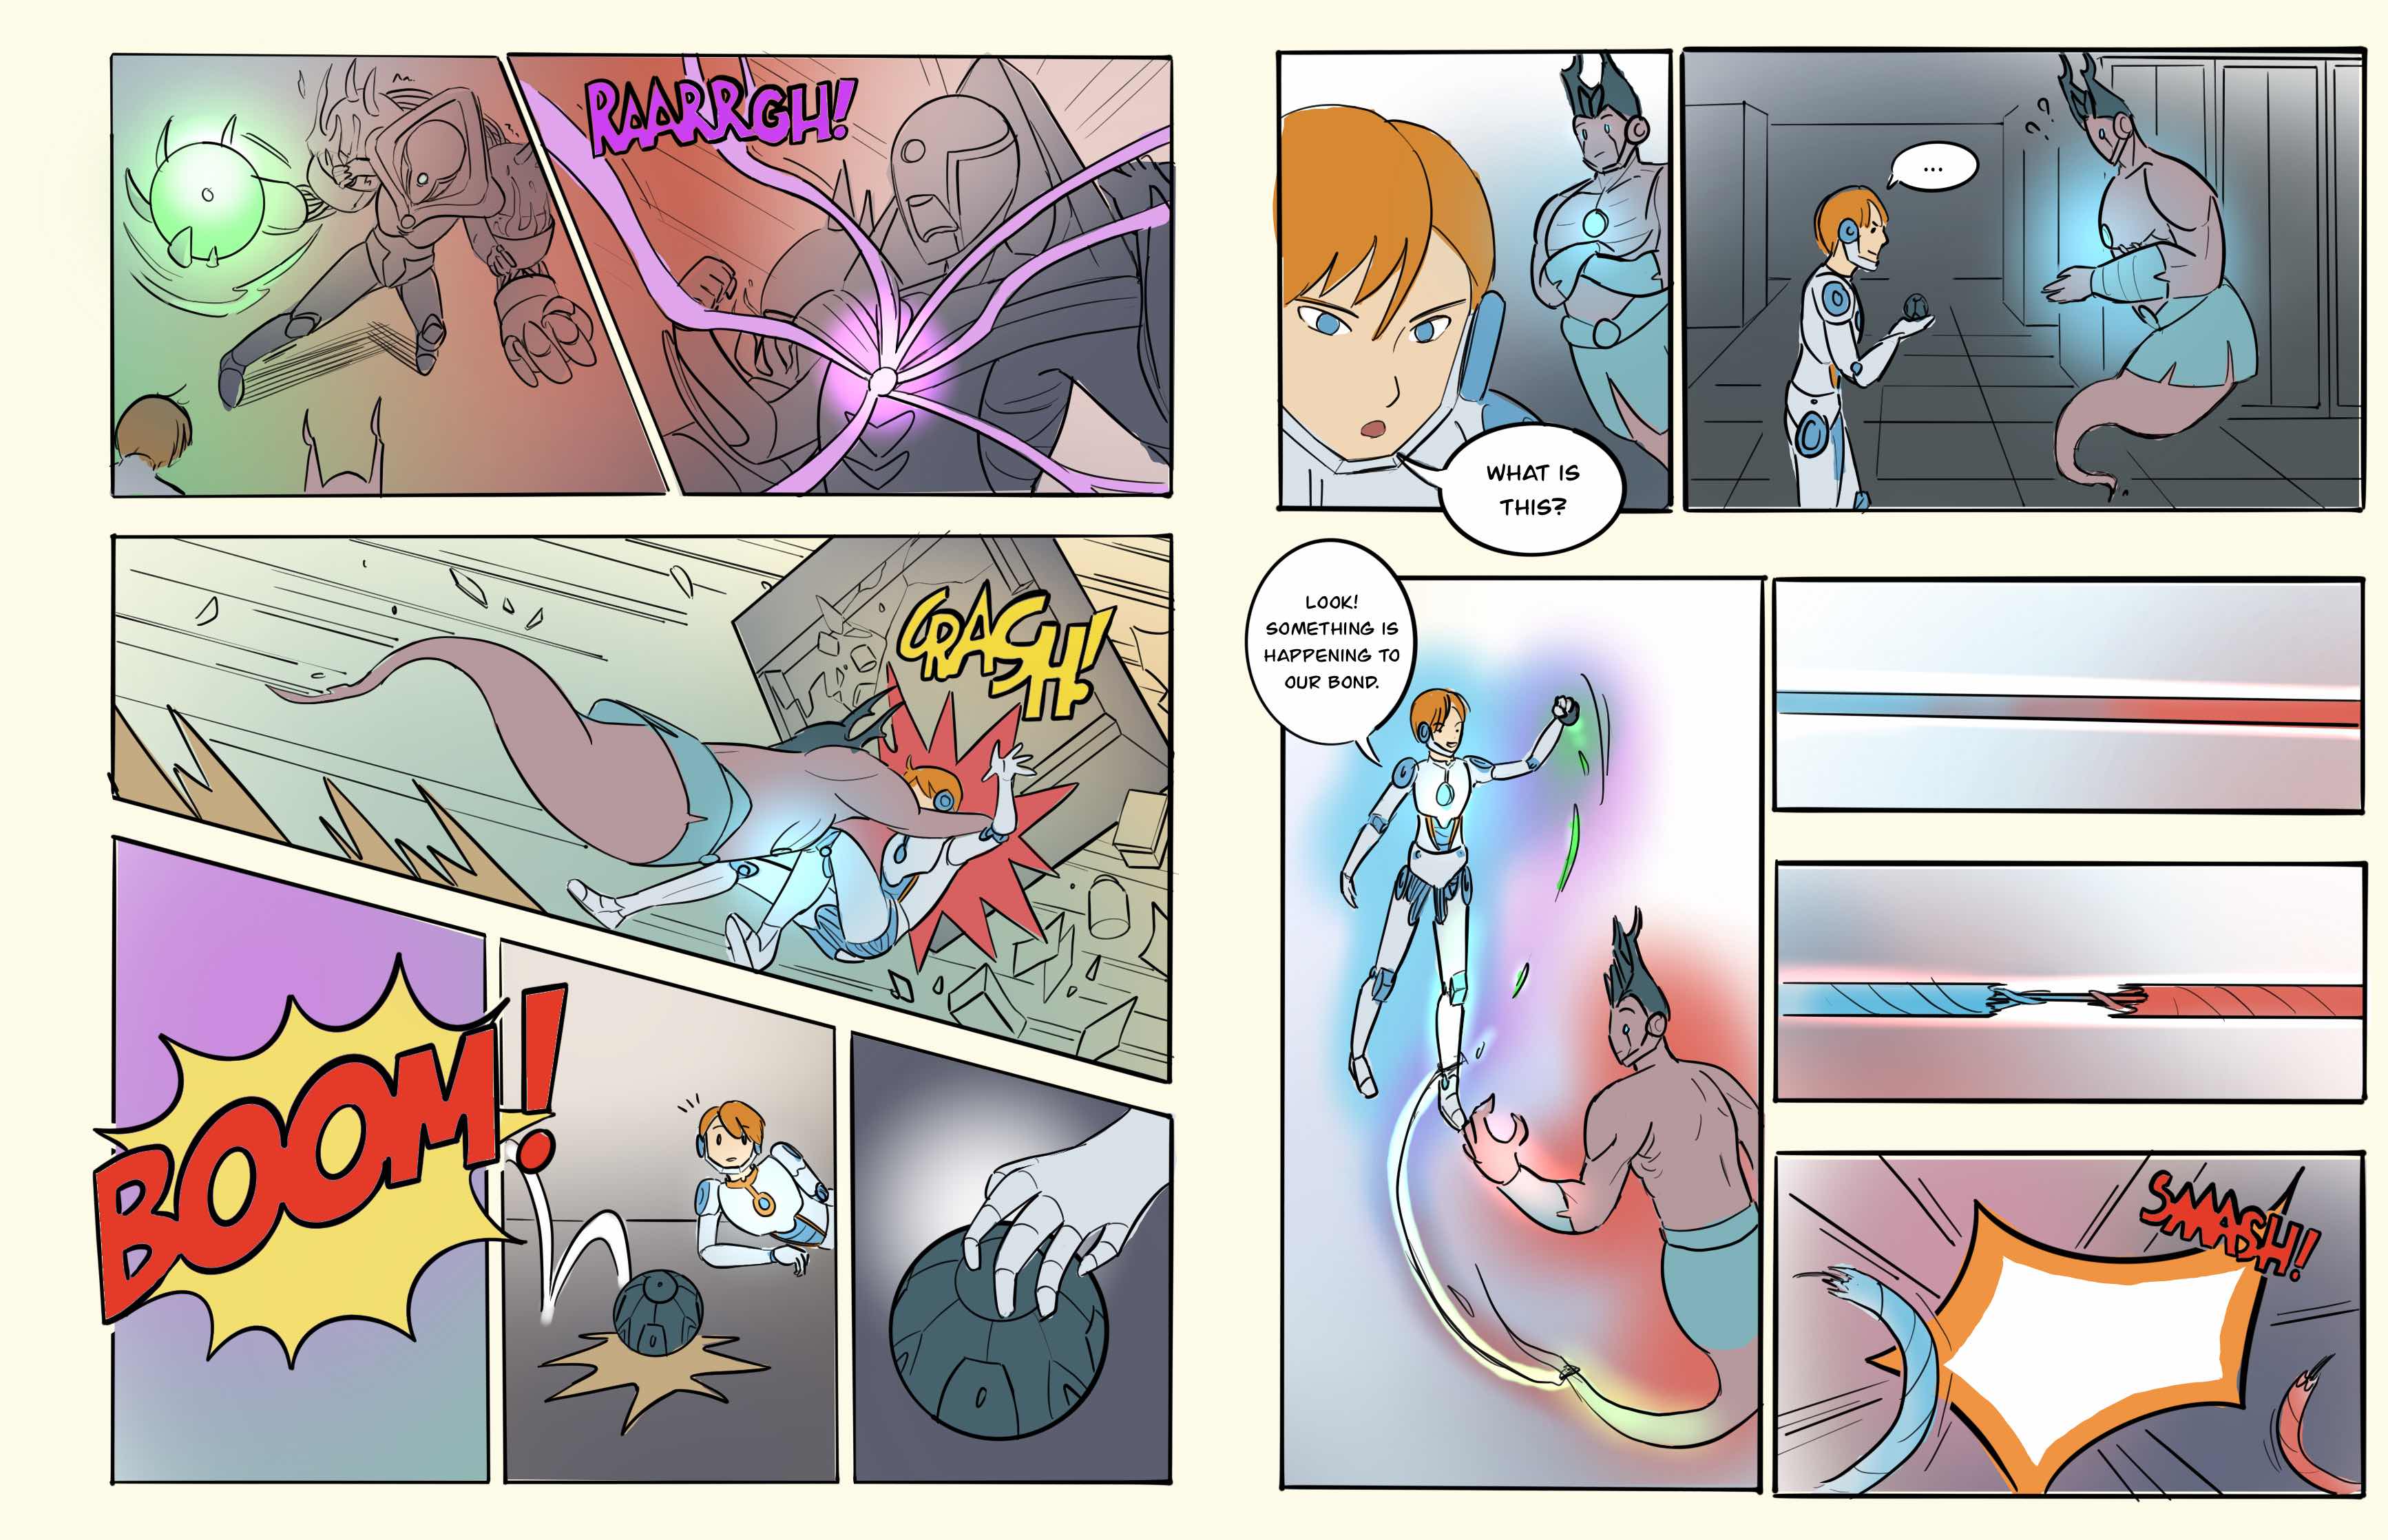 RAARRGH!
CRASH!
BOOM!
WHAT IS
THIS?
...
??
LOOK!
SOMETHING IS
HAPPENING TO
OUR BOND.
SMASH!